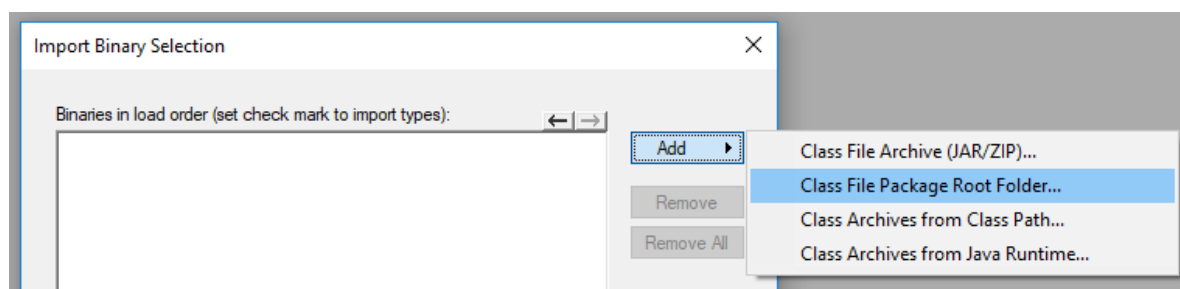 Import Binary Selection
Binaries in load order (set check mark to import types):
Add
Remove
Remove All
Class File Archive (JAR/ZIP)...
Class File Package Root Folder...
Class Archives from Class Path...
Class Archives from Java Runtime...